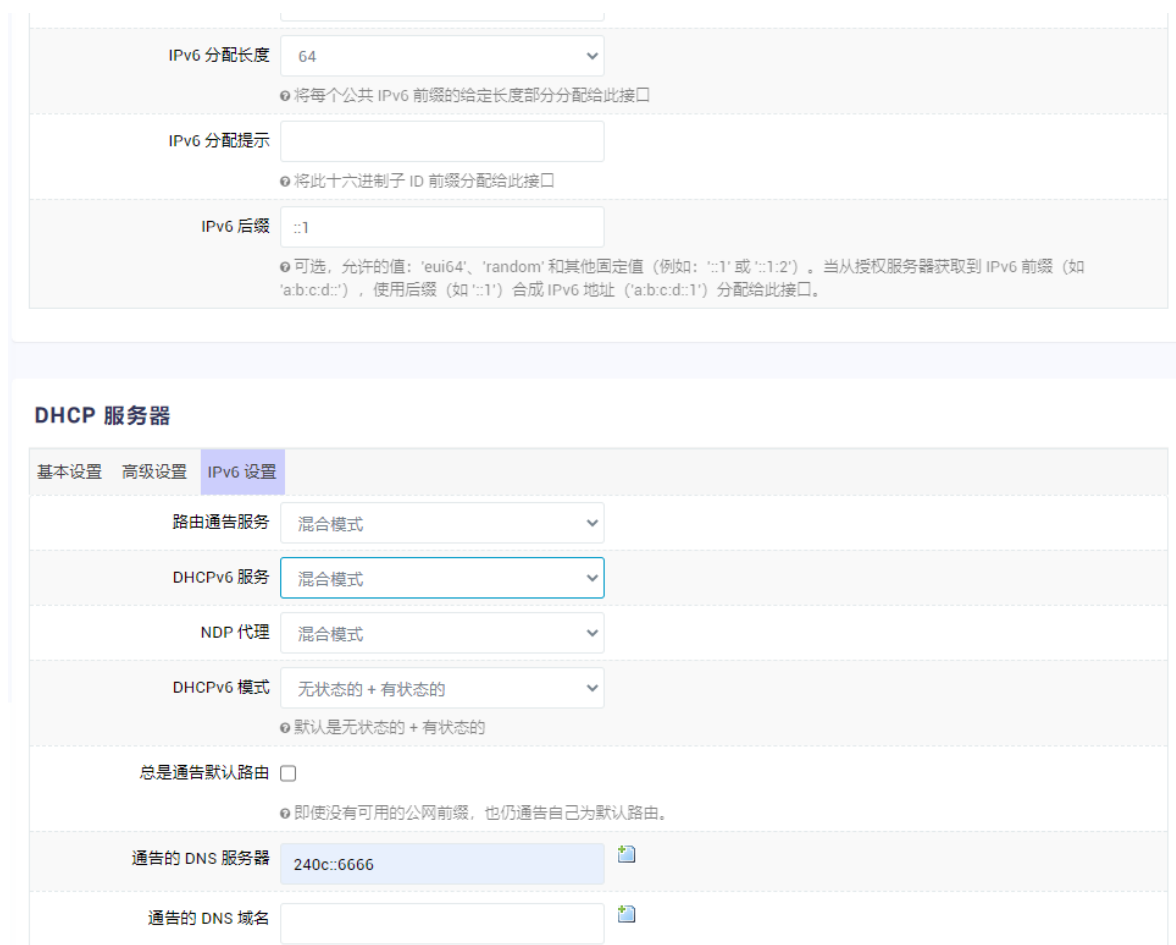 IPv6 分配长度
64
将每个公共 IPv6 前缀的给定长度部分分配给此接口
IPv6 分配提示
将此十六进制子 ID 前缀分配给此接口
IPv6 后缀
::1
可选，允许的值：'eui64'、'random' 和其他固定值（例如：'::1' 或 '::1:2'）。当从授权服务器获取到 IPv6 前缀（如
'a:b:c:d::'），使用后缀（如 '::1'）合成 IPv6 地址（'a:b:c:d::1'）分配给此接口。
DHCP 服务器
基本设置 高级设置 IPv6 设置
路由通告服务
混合模式
DHCPv6 服务
混合模式
NDP 代理
混合模式
DHCPv6 模式
无状态的 + 有状态的
默认是无状态的 + 有状态的
总是通告默认路由
即使没有可用的公网前缀，也仍通告自己为默认路由。
通告的 DNS 服务器
240c::6666
通告的 DNS 域名